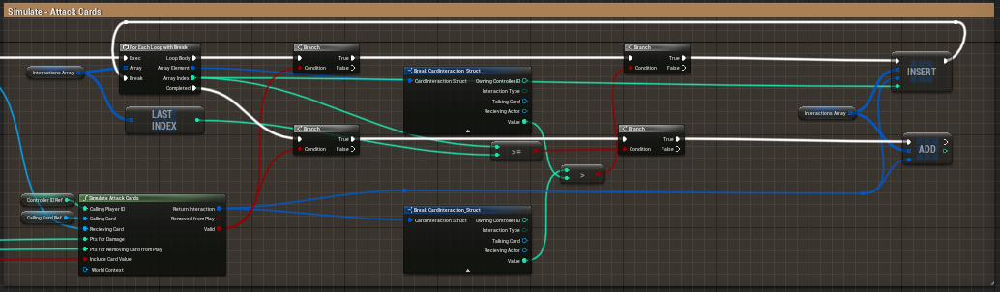 Simulate - Attack Cards
For Each Loop with Break
Exec
Loop Body
Array
Array Element
Break
Array Index
Completed
Interactions Array
LAST
INDEX
Branch
True
Condition
False
Branch
True
Condition
False
Break CardInteraction_Struct
Card Interaction Struct
Owning Controller ID
Interaction Type
Talking Card
Recieving Actor
Value
>=
>
Branch
True
Condition
False
Branch
True
Condition
False
INSERT
Interactions Array
ADD
Controller ID Ref
Calling Card Ref
Simulate Attack Cards
Calling Player ID
Return Interaction
Calling Card
Removed from Play
Recieving Card
Valid
Pts for Damage
Pts for Removing Card from Play
Include Card Value
World Context
Break CardInteraction_Struct
Card Interaction Struct
Owning Controller ID
Interaction Type
Talking Card
Recieving Actor
Value